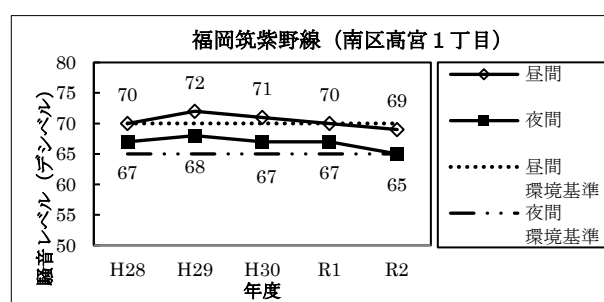 福岡筑紫野線（南区高宮１丁目）
騒音レベル（デシベル）
80
75
70
65
60
55
50
70
72
71
70
69
67
68
67
67
65
H28
H29
H30
R1
R2
年度
昼間
夜間
昼間
環境基準
夜間
環境基準